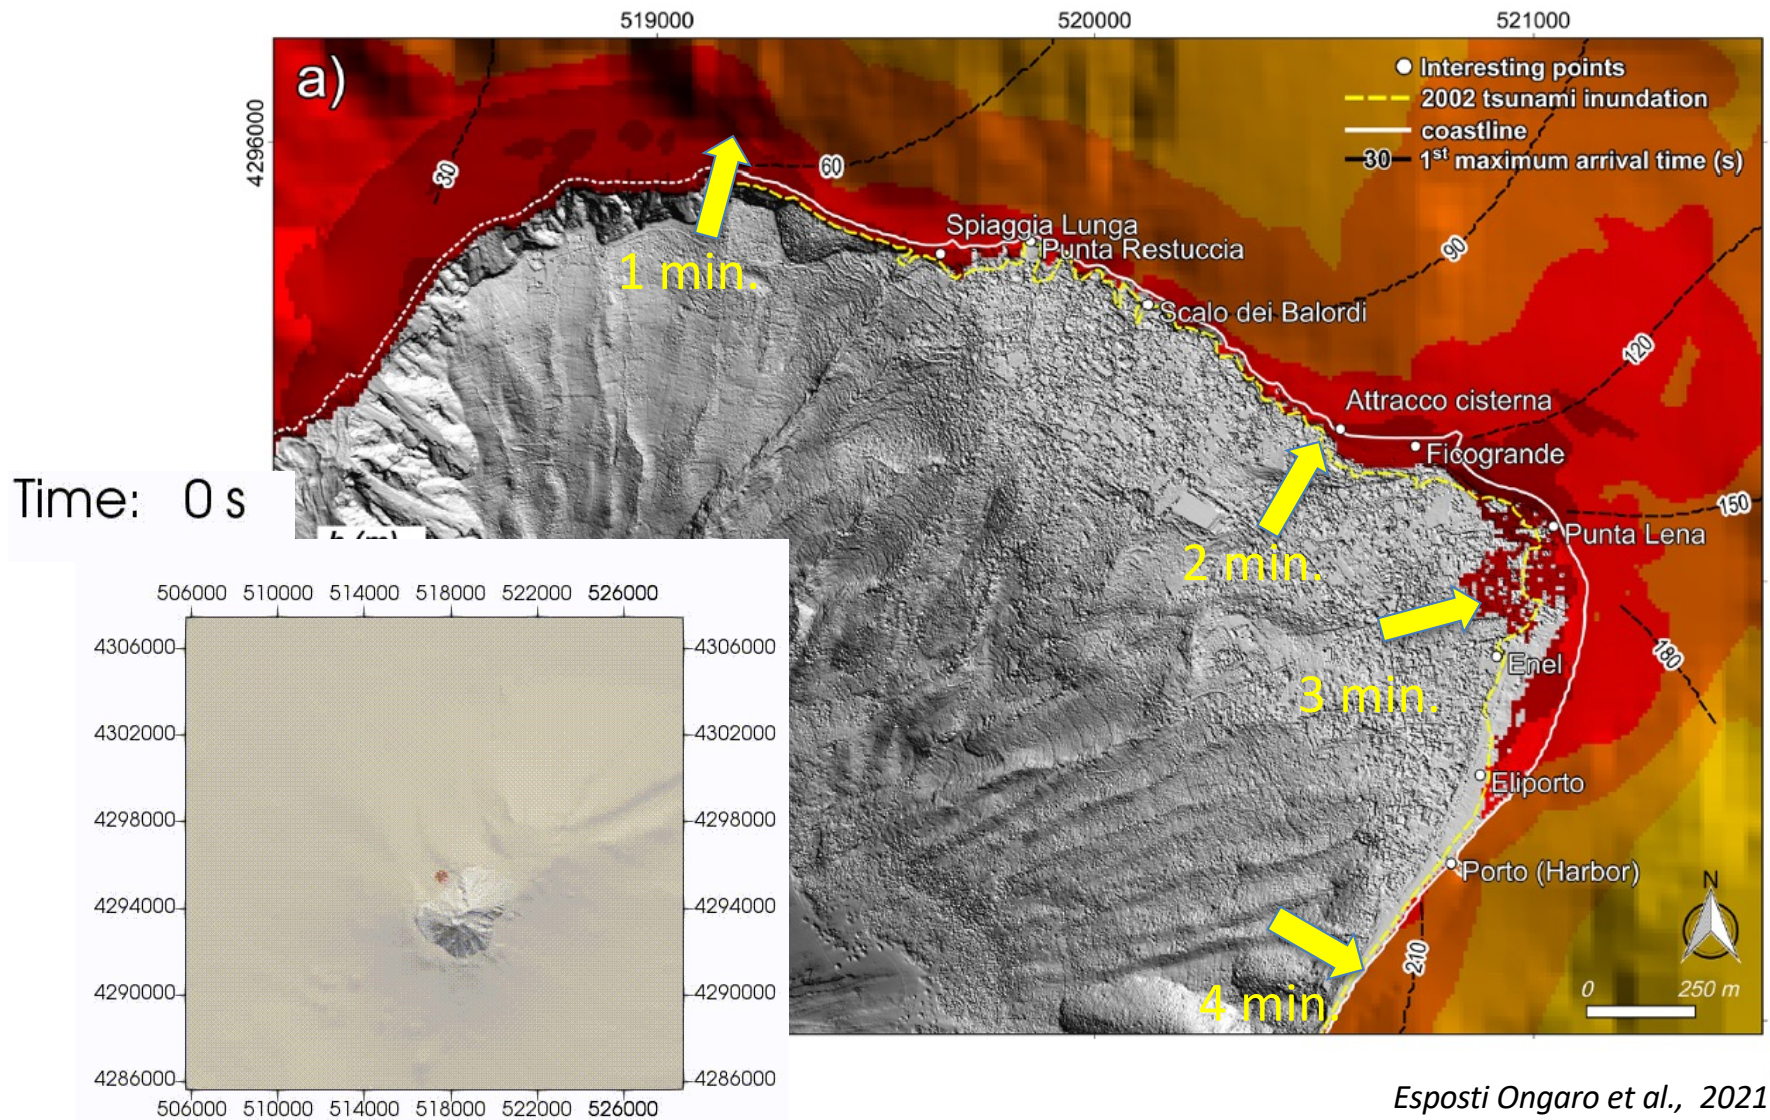 519000
520000
521000
a)
Interesting points
2002 tsunami inundation
coastline
30 1st maximum arrival time (s)
4296000
30
60
90
120
150
180
210
Spiaggia Lunga
Punta Restuccia
Scalo dei Balordi
Attracco cisterna
Ficogrande
Punta Lena
Enel
Eliporto
Porto (Harbor)
1 min.
2 min.
3 min.
4 min.
N
0 250 m
Time: 0 s
506000 510000 514000 518000 522000 526000
4306000 4306000
4302000 4302000
4298000 4298000
4294000 4294000
4290000 4290000
4286000 4286000
506000 510000 514000 518000 522000 526000
Esposti Ongaro et al., 2021